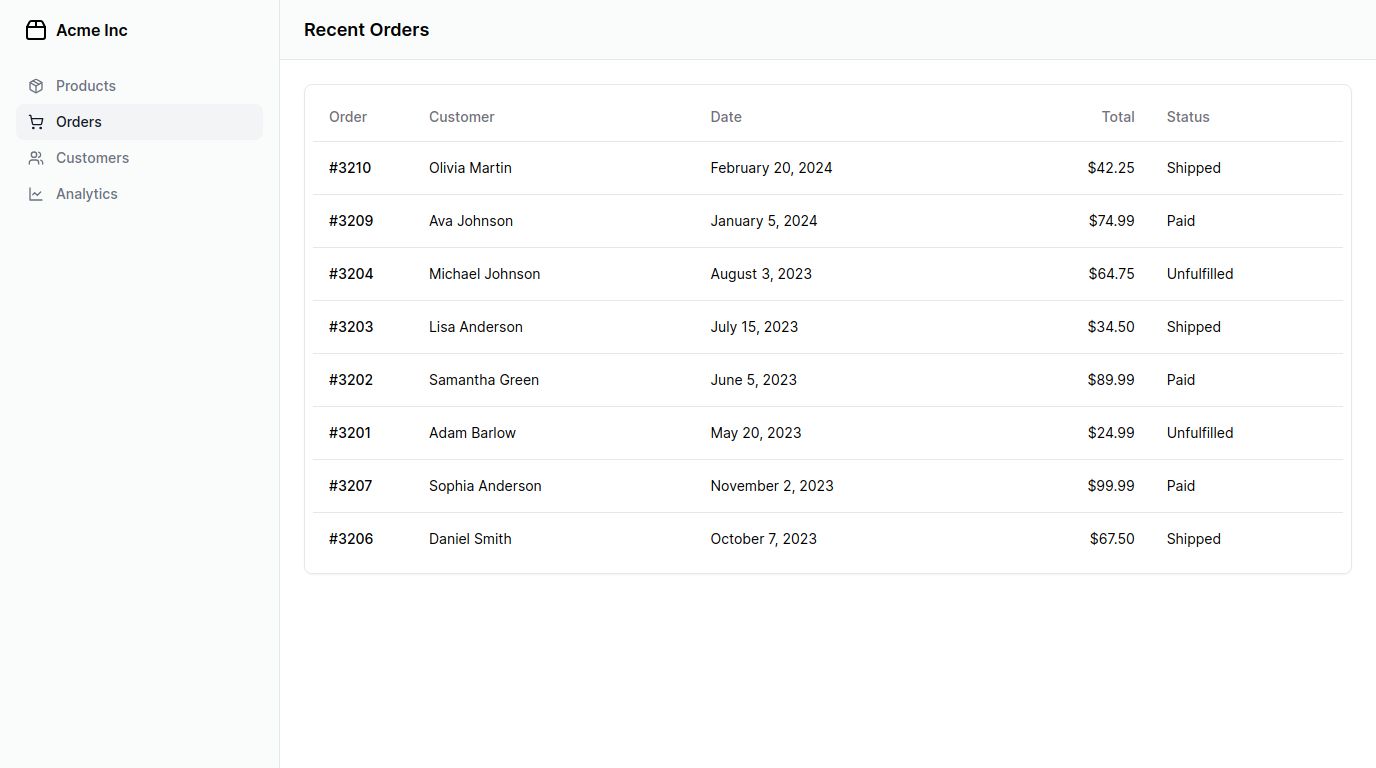 Acme Inc
Products
Orders
Customers
Analytics
Recent Orders
Order Customer Date Total Status
#3210 Olivia Martin February 20, 2024 $42.25 Shipped
#3209 Ava Johnson January 5, 2024 $74.99 Paid
#3204 Michael Johnson August 3, 2023 $64.75 Unfulfilled
#3203 Lisa Anderson July 15, 2023 $34.50 Shipped
#3202 Samantha Green June 5, 2023 $89.99 Paid
#3201 Adam Barlow May 20, 2023 $24.99 Unfulfilled
#3207 Sophia Anderson November 2, 2023 $99.99 Paid
#3206 Daniel Smith October 7, 2023 $67.50 Shipped